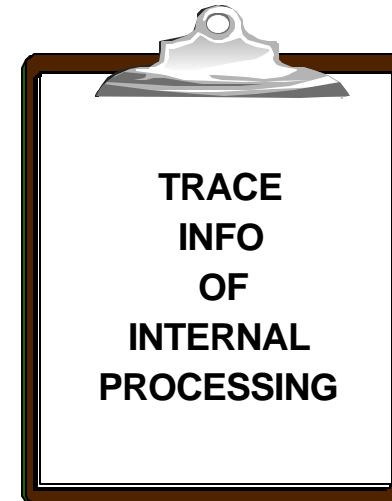 TRACE
INFO
OF
INTERNAL
PROCESSING